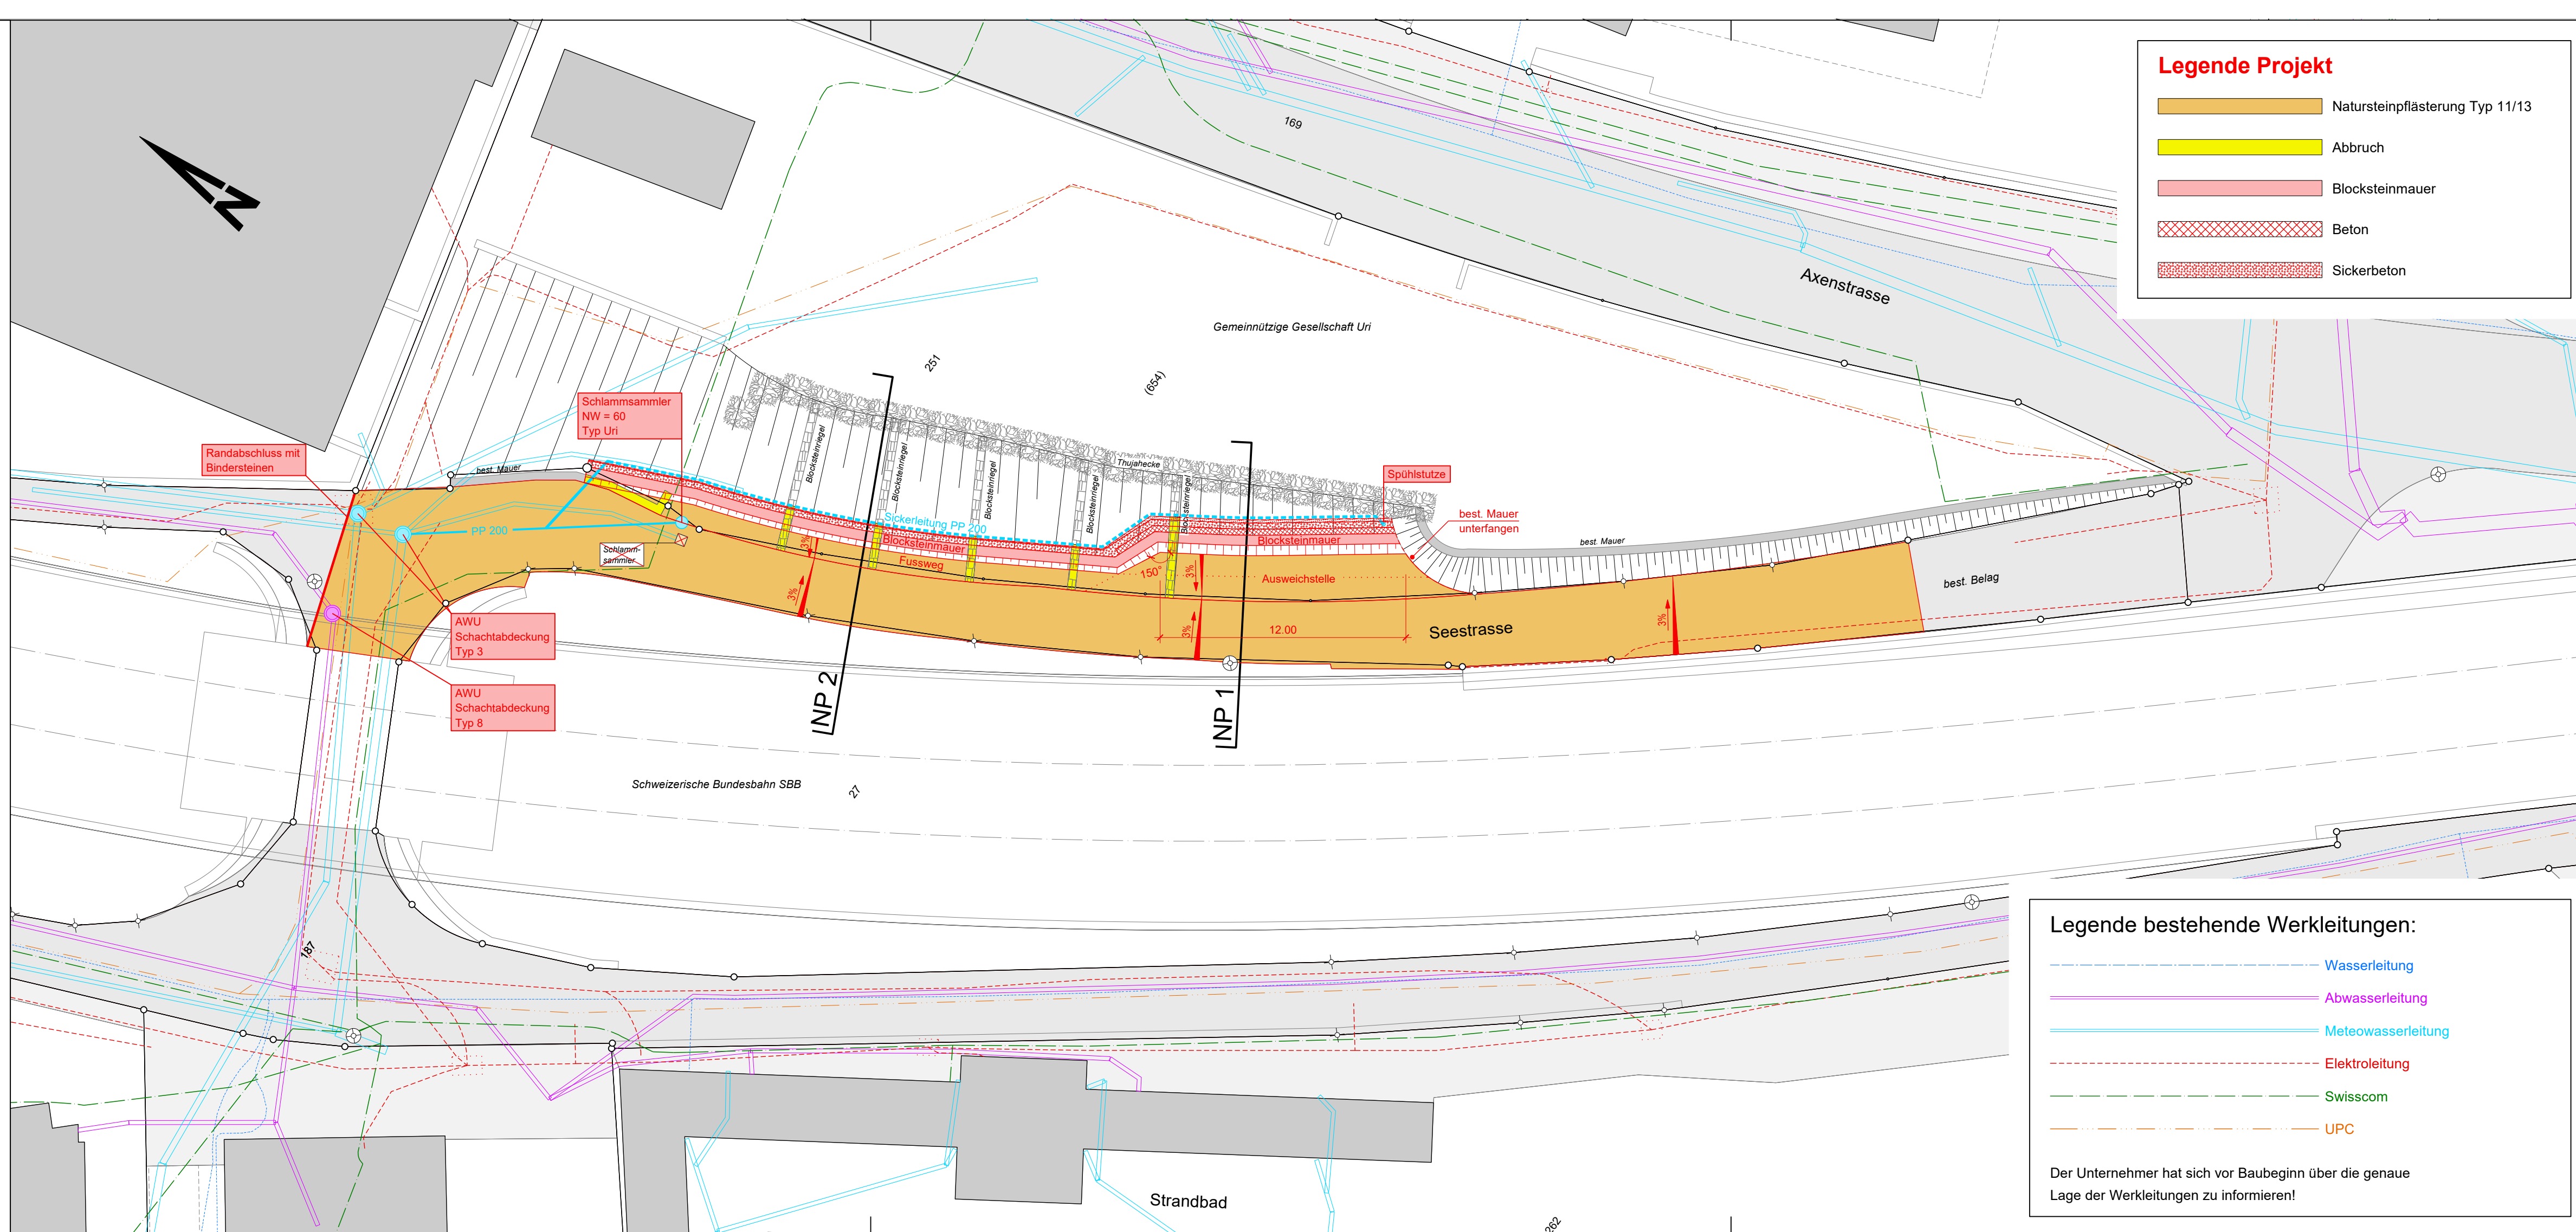 Legende Projekt
Natursteinpflästerung Typ 11/13
Abbruch
Blocksteinmauer
Beton
Sickerbeton
169
Axenstrasse
N
Gemeinnützige Gesellschaft Uri
251
(654)
Schlammsammler
NW = 60
Typ Uri
Randabschluss mit
Bindersteinen
best. Mauer
Blocksteinriegel
Blocksteinriegel
Blocksteinriegel
Blocksteinriegel
Blocksteinriegel
Thujahecke
Spühlstutze
best. Mauer
unterfangen
best. Mauer
PP 200
Sickerleitung PP 200
Blocksteinmauer
Blocksteinmauer
Schlamm-
sammler
Fussweg
150°
Ausweichstelle
3%
3%
3%
3%
3%
12.00
Seestrasse
best. Belag
AWU
Schachtabdeckung
Typ 3
AWU
Schachtabdeckung
Typ 8
NP 2
NP 1
Schweizerische Bundesbahn SBB
27
187
Strandbad
262
Legende bestehende Werkleitungen:
Wasserleitung
Abwasserleitung
Meteowasserleitung
Elektroleitung
Swisscom
UPC
Der Unternehmer hat sich vor Baubeginn über die genaue
Lage der Werkleitungen zu informieren!